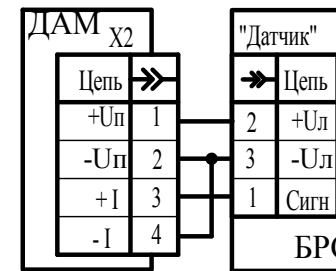 ДАМ X2 "Датчик"
Цепь Цепь
+Uп 1 2 +Uл
-Uп 2 3 -Uл
+I 3 1 Сигн
-I 4